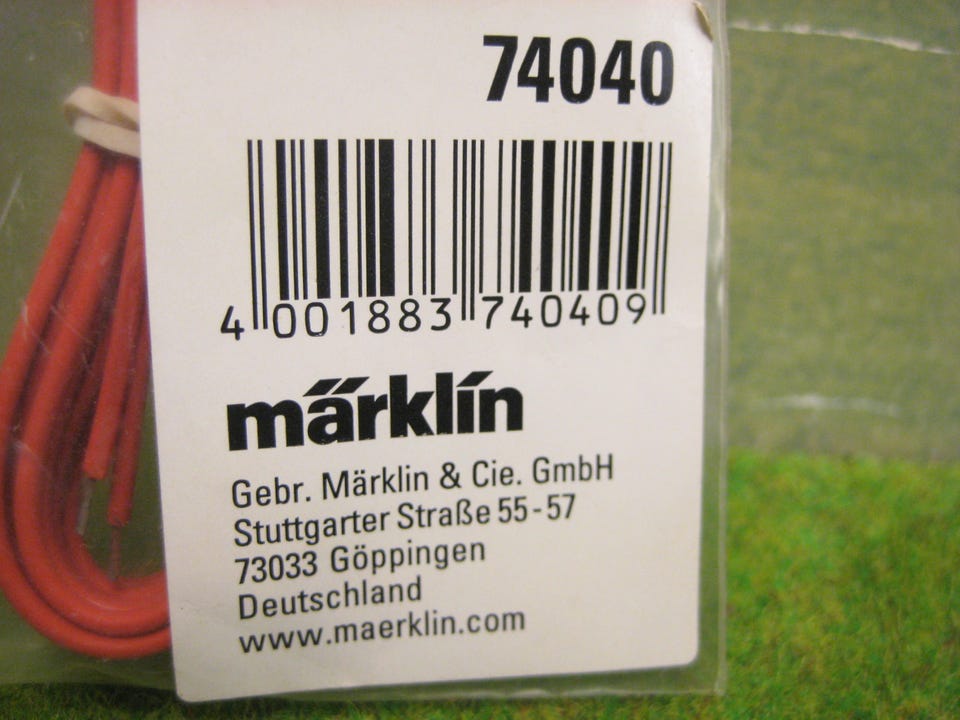 74040
4 001883 740409
märklin
Gebr. Märklin & Cie. GmbH
Stuttgarter Straße 55-57
73033 Göppingen
Deutschland
www.maerklin.com